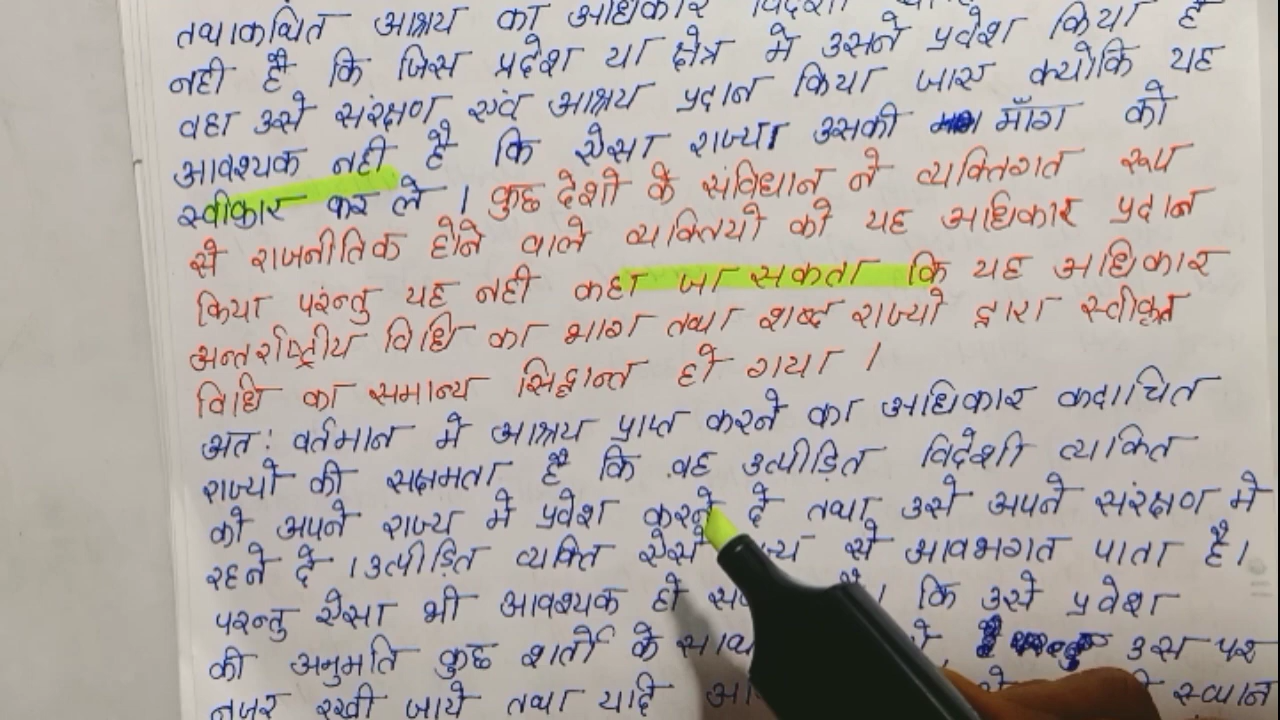 तथाकथित आश्रय का अधिकार
नही है कि जिस प्रदेश या क्षेत्र मे उसने प्रवेश किया है
वहा उसे संरक्षण एवं आश्रय प्रदान किया जाए क्योकि यह
आवश्यक नही है कि ऐसा राज्य उसकी माँग को
स्वीकार कर ले । कुछ देशो के संविधान ने व्यक्तिगत रूप
से राजनीतिक होने वाले व्यक्तियो को यह अधिकार प्रदान
किया परन्तु यह नही कहा जा सकता कि यह अधिकार
अन्तर्राष्ट्रीय विधि का भाग तथा शब्द राज्यो द्वारा स्वीकृत
विधि का समान्य सिद्धान्त हो गया ।
अत: वर्तमान मे आश्रय प्राप्त करने का अधिकार कदाचित
राज्यो की सक्षमता है कि वह उत्पीड़ित विदेशी व्यकित
को अपने राज्य मे प्रवेश करने दे तथा उसे अपने संरक्षण मे
रहने दे । उत्पीड़ित व्यक्ति ऐसे से आवभगत पाता है।
परन्तु ऐसा भी आवश्यक हो कि उसे प्रवेश
की अनुमति कुछ शर्तो के उस पर
नजर रखी जाये तथा यदि स्थान